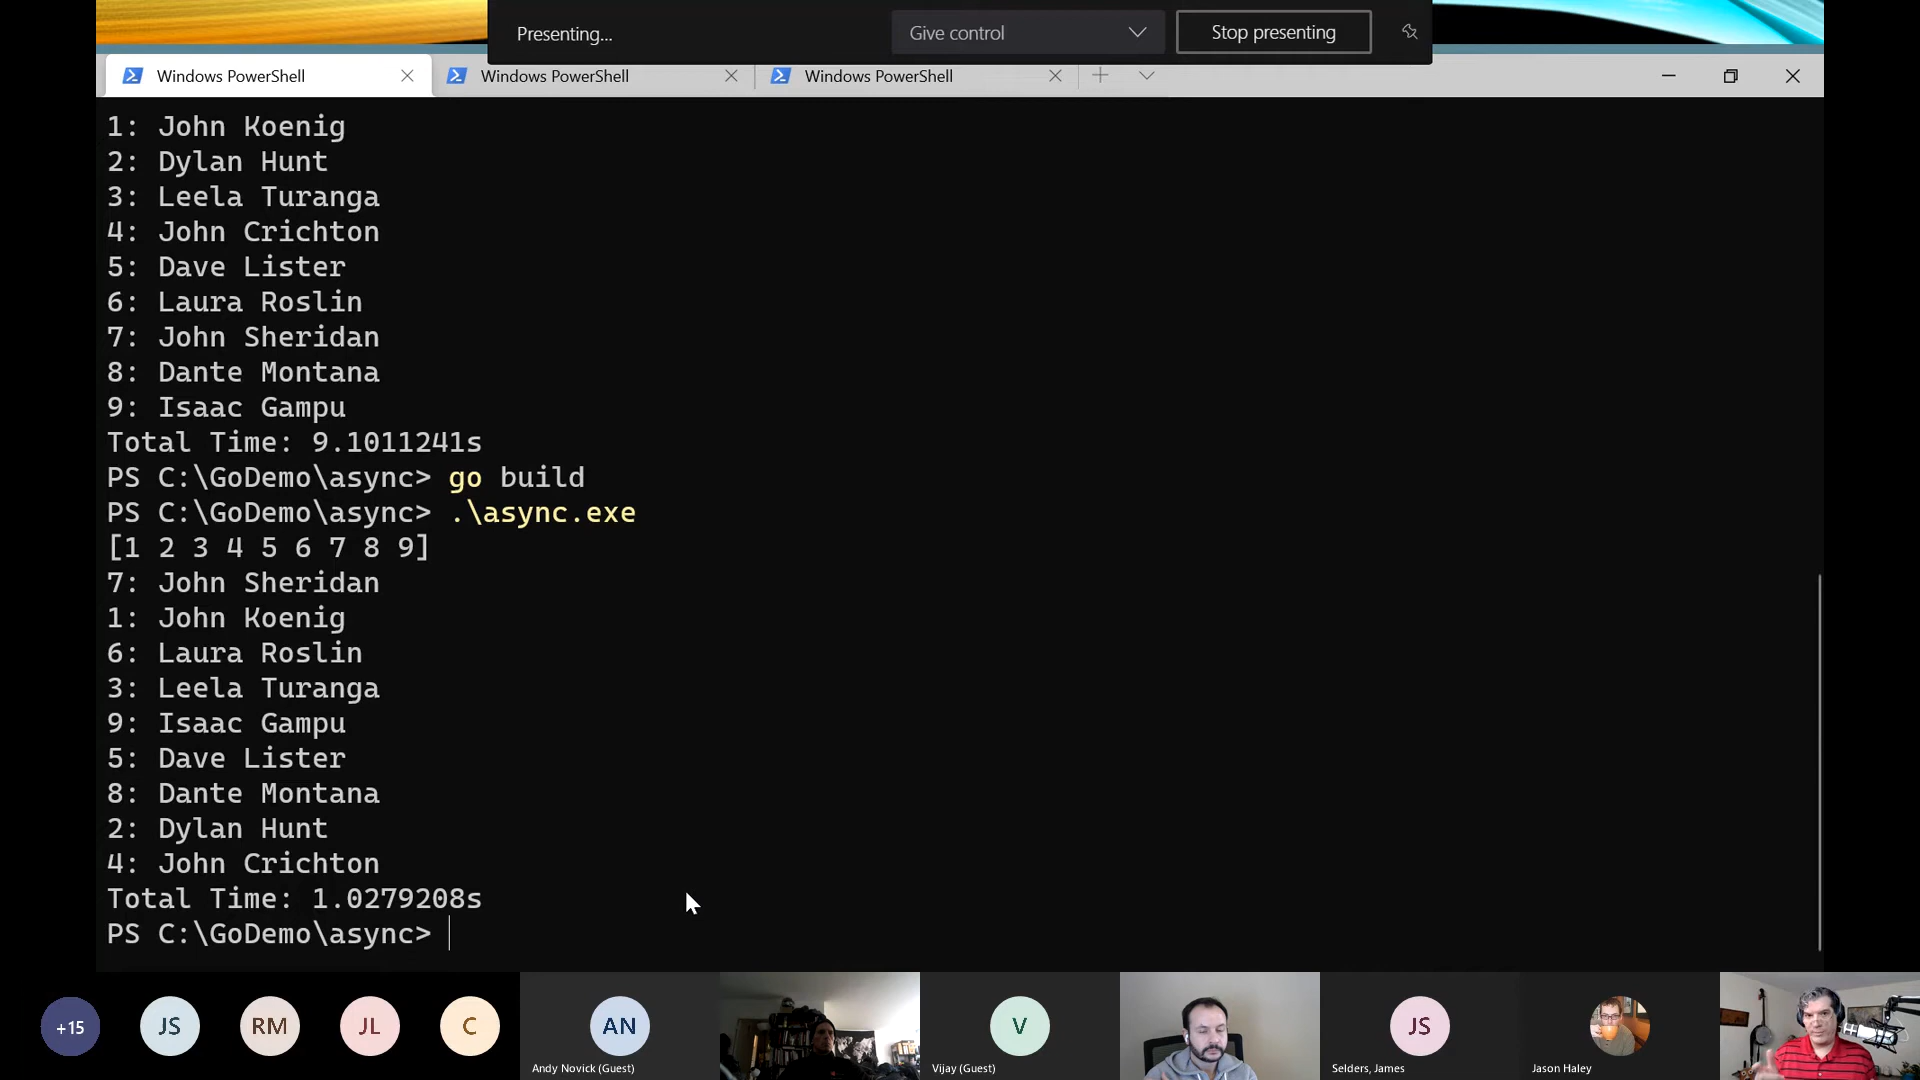 Presenting...
Give control
Stop presenting
Windows PowerShell
Windows PowerShell
Windows PowerShell
1: John Koenig
2: Dylan Hunt
3: Leela Turanga
4: John Crichton
5: Dave Lister
6: Laura Roslin
7: John Sheridan
8: Dante Montana
9: Isaac Gampu
Total Time: 9.1011241s
PS C:\GoDemo\async> go build
PS C:\GoDemo\async> .\async.exe
[1 2 3 4 5 6 7 8 9]
7: John Sheridan
1: John Koenig
6: Laura Roslin
3: Leela Turanga
9: Isaac Gampu
5: Dave Lister
8: Dante Montana
2: Dylan Hunt
4: John Crichton
Total Time: 1.0279208s
PS C:\GoDemo\async>
+15
JS
RM
JL
C
AN
V
JS
Andy Novick (Guest)
Vijay (Guest)
Selders, James
Jason Haley